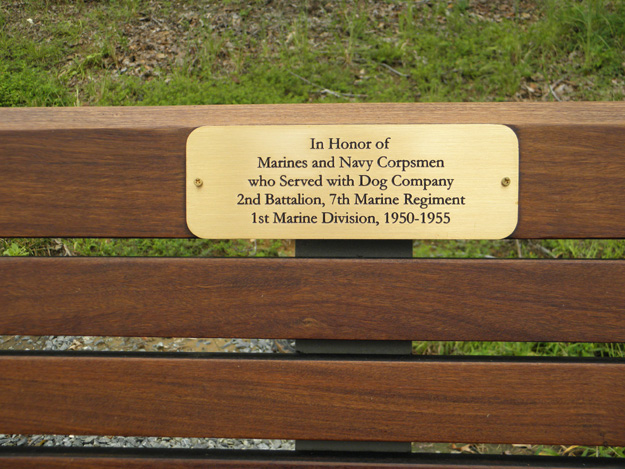 In Honor of
Marines and Navy Corpsmen
who Served with Dog Company
2nd Battalion, 7th Marine Regiment
1st Marine Division, 1950-1955